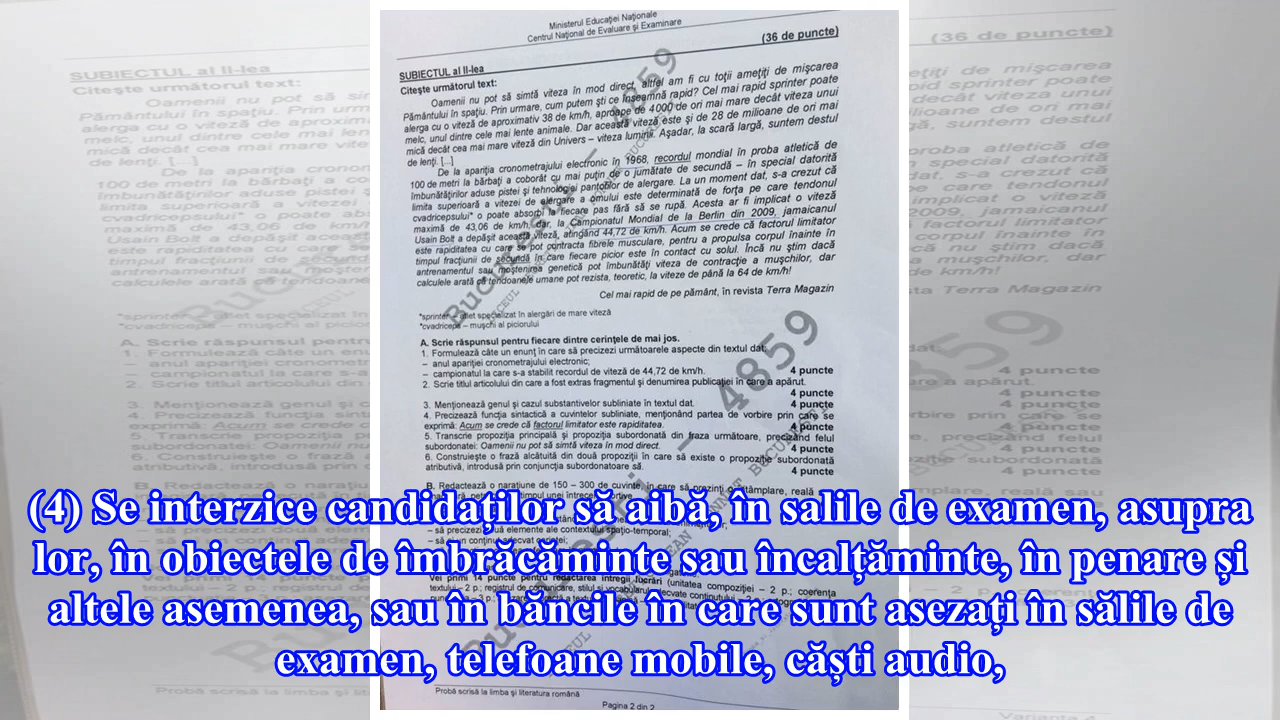 Ministerul Educației Naționale
Centrul Național de Evaluare și Examinare
(36 de puncte)
SUBIECTUL al II-lea
Citește următorul text:
Oamenii nu pot să simtă viteza în mod direct, altfel am fi cu toții amețiți de mișcarea
Pământului în spațiu. Prin urmare, cum putem ști ce înseamnă rapid? Cel mai rapid sprinter poate
alerga cu o viteză de aproximativ 38 de km/h, aproape de 4000 de ori mai mare decât viteza unui
melc, unul dintre cele mai lente animale. Dar această viteză este și de 28 de milioane de ori mai
mică decât cea mai mare viteză din Univers – viteza luminii. Așadar, la scară largă, suntem destul
de lenți. [...]
De la apariția cronometrajului electronic în 1968, recordul mondial în proba atletică de
100 de metri la bărbați a coborât cu mai puțin de o jumătate de secundă – în special datorită
îmbunătățirilor aduse pistei și tehnologiei pantofilor de alergare. La un moment dat, s-a crezut că
limita superioară a vitezei de alergare a omului este determinată de forța pe care tendonul
cvadricepsului* o poate absorbi la fiecare pas fără să se rupă. Acesta ar fi implicat o viteză
maximă de 43,06 de km/h, dar, la Campionatul Mondial de la Berlin din 2009, jamaicanul
Usain Bolt a depășit această viteză, atingând 44,72 de km/h. Acum se crede că factorul limitator
este rapiditatea cu care se pot contracta fibrele musculare, pentru a propulsa corpul înainte în
timpul fracțiunii de secundă în care fiecare picior este în contact cu solul. Încă nu știm dacă
antrenamentul sau moștenirea genetică pot îmbunătăți viteza de contracție a mușchilor, dar
calculele arată că tendoanele umane pot rezista, teoretic, la viteze de până la 64 de km/h!
Cel mai rapid de pe pământ, în revista Terra Magazin
*sprinter – atlet specializat în alergări de mare viteză
*cvadriceps – mușchi al piciorului
A. Scrie răspunsul pentru fiecare dintre cerințele de mai jos.
1. Formulează câte un enunț în care să precizezi următoarele aspecte din textul dat:
– anul apariției cronometrajului electronic;
– campionatul la care s-a stabilit recordul de viteză de 44,72 de km/h. 4 puncte
2. Scrie titlul articolului din care a fost extras fragmentul și denumirea publicației în care a apărut.
4 puncte
3. Menționează genul și cazul substantivelor subliniate în textul dat. 4 puncte
4. Precizează funcția sintactică a cuvintelor subliniate, menționând partea de vorbire prin care se
exprimă: Acum se crede că factorul limitator este rapiditatea. 4 puncte
5. Transcrie propoziția principală și propoziția subordonată din fraza următoare, precizând felul
subordonatei: Oamenii nu pot să simtă viteza în mod direct. 4 puncte
6. Construiește o frază alcătuită din două propoziții în care să existe o propoziție subordonată
atributivă, introdusă prin conjuncția subordonatoare să. 4 puncte
B. Redactează o narațiune de 150 – 300 de cuvinte, în care să prezinți o întâmplare, reală
(4) Se interzice candidaţilor să aibă, în salile de examen, asupra
lor, în obiectele de îmbrăcăminte sau încalțăminte, în penare și
altele asemenea, sau în băncile în care sunt asezați în sălile de
examen, telefoane mobile, căști audio,
Vei primi 14 puncte pentru redactarea întregii lucrări (unitatea compoziției – 2 p.; coerența
Probă scrisă la limba și literatura română
Pagina 2 din 2
4859